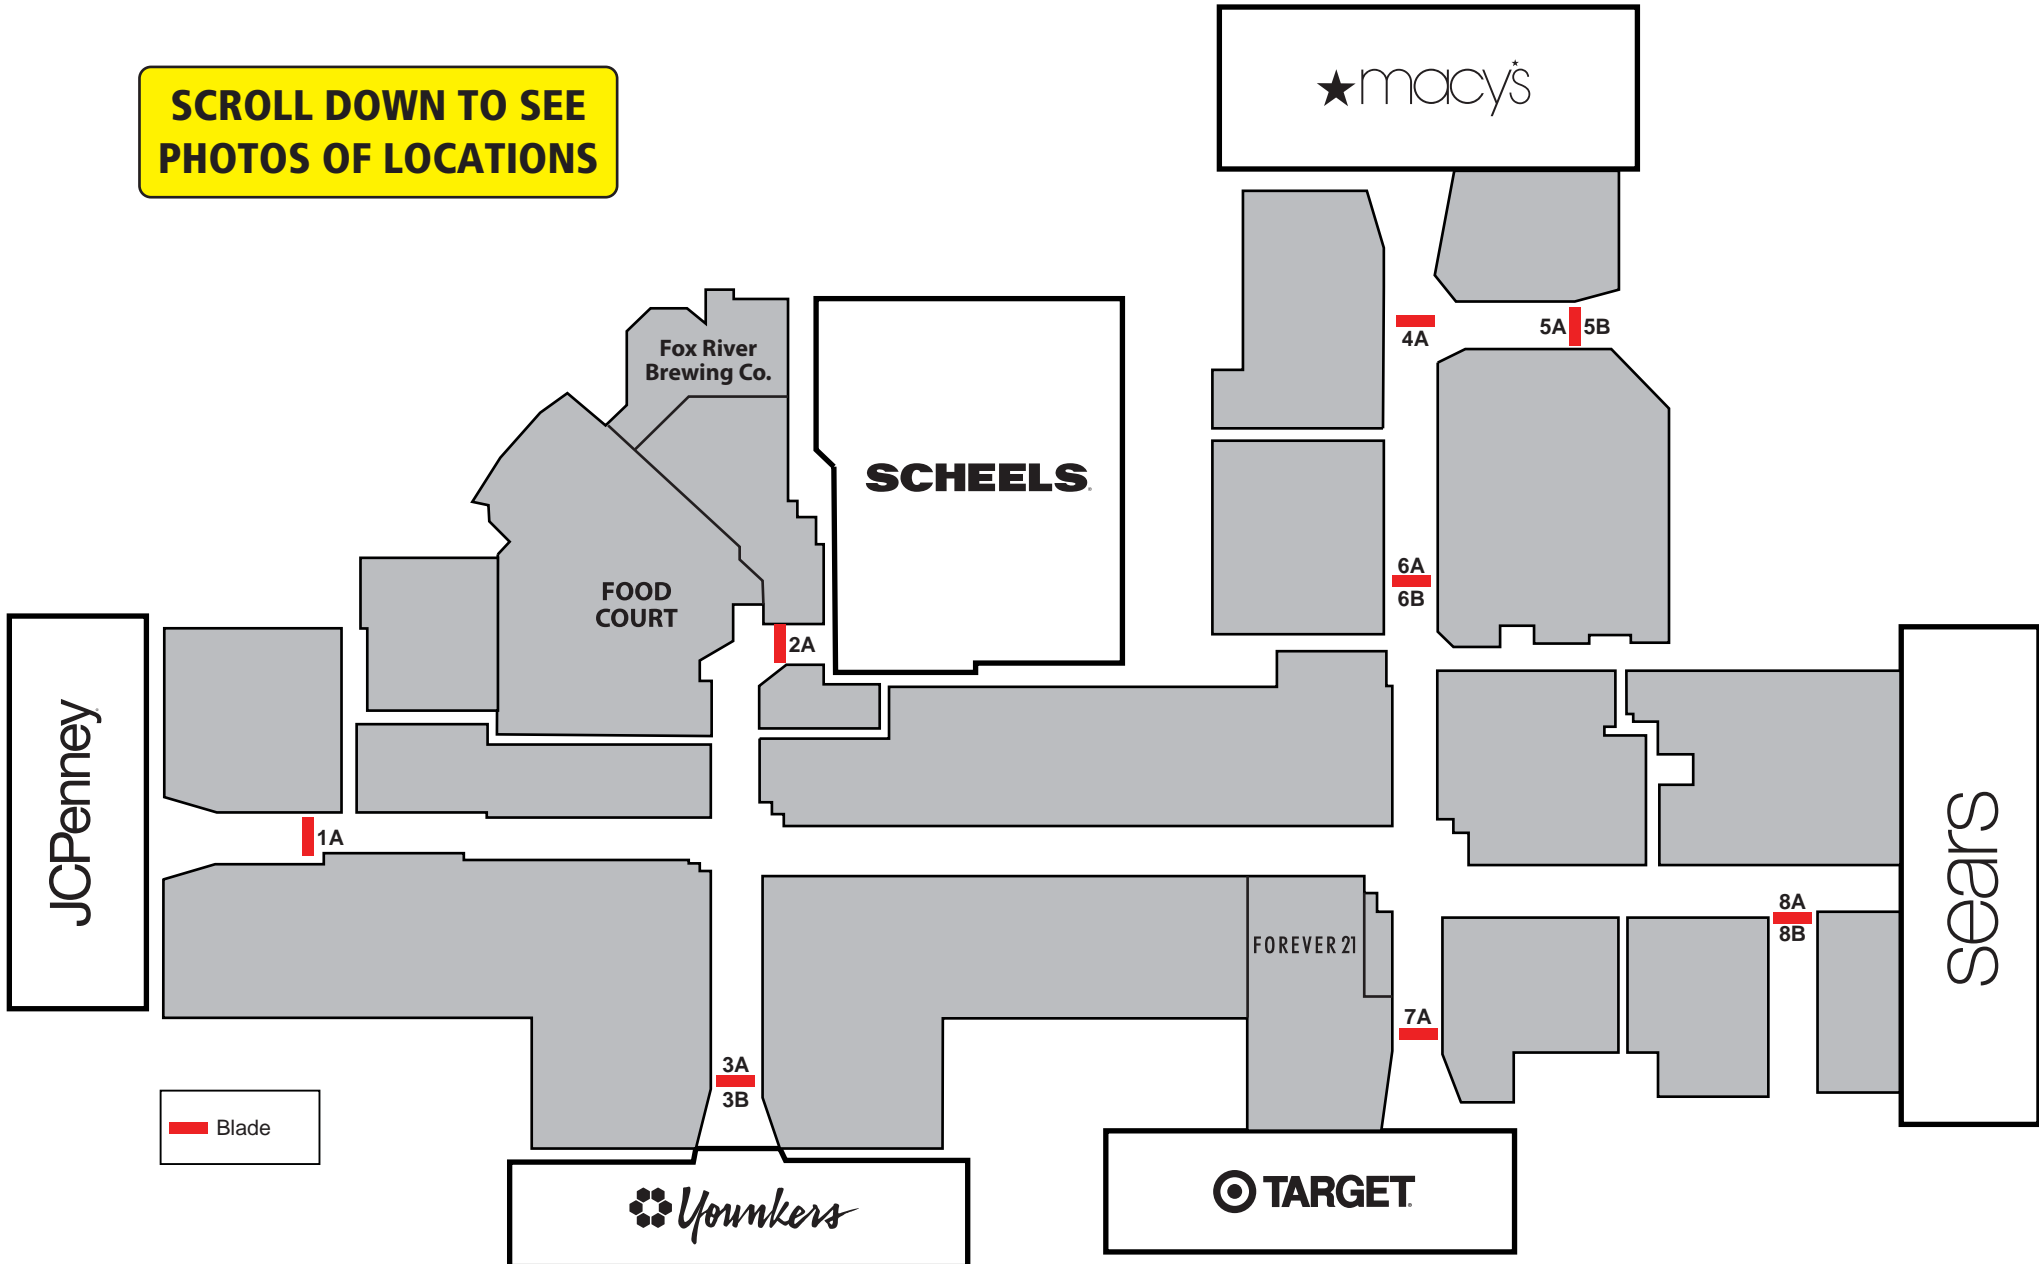 SCROLL DOWN TO SEE
PHOTOS OF LOCATIONS
macy's
Fox River
Brewing Co.
4A
5A 5B
SCHEELS
FOOD
COURT
6A
6B
2A
JCPenney
1A
sears
8A
8B
FOREVER 21
7A
3A
3B
Blade
Younkers
TARGET